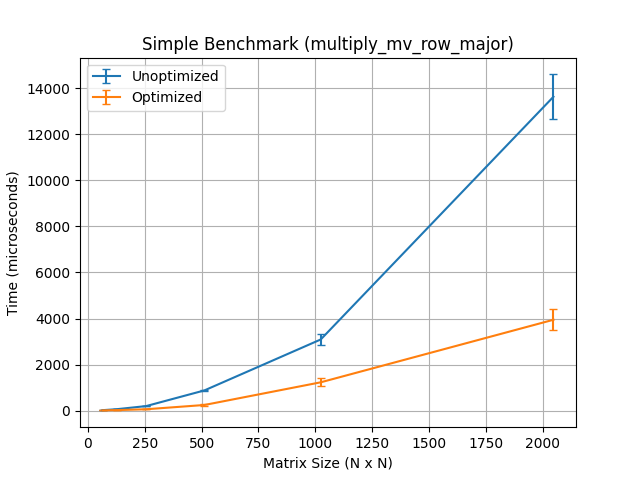 Simple Benchmark (multiply_mv_row_major)
Unoptimized
Optimized
Time (microseconds)
14000
12000
10000
8000
6000
4000
2000
0
0 250 500 750 1000 1250 1500 1750 2000
Matrix Size (N x N)